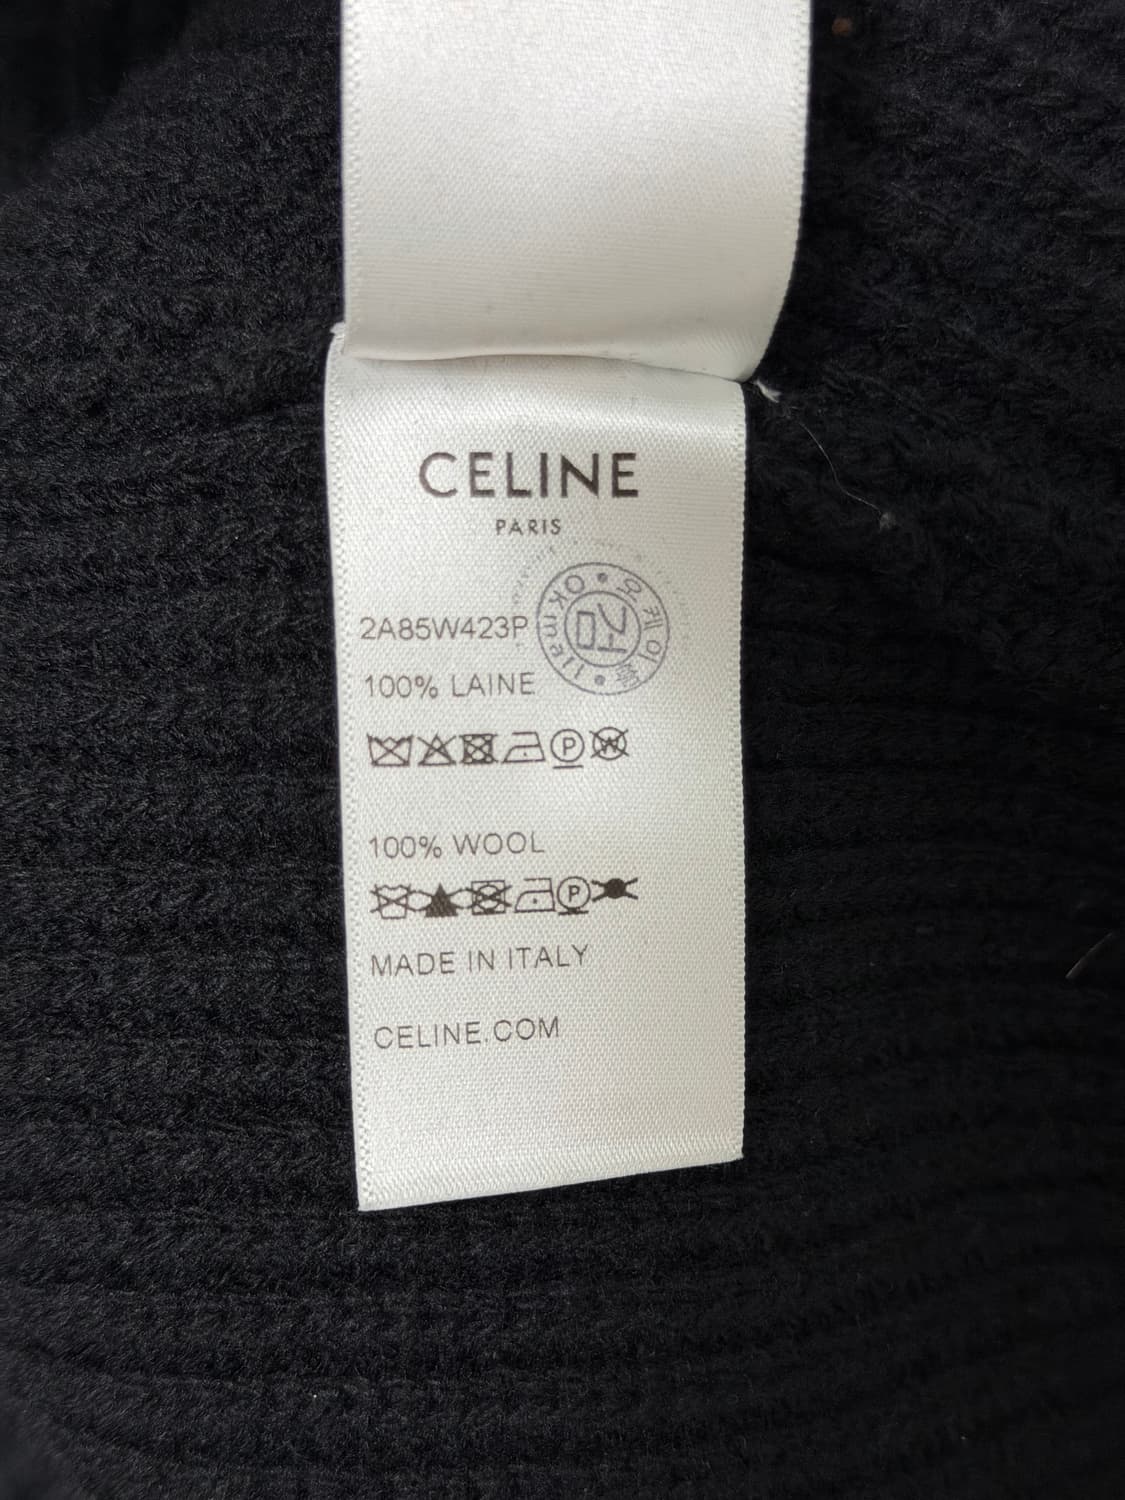 CELINE
PARIS
2A85W423P
100% LAINE
P W
100% WOOL
P
MADE IN ITALY
CELINE.COM